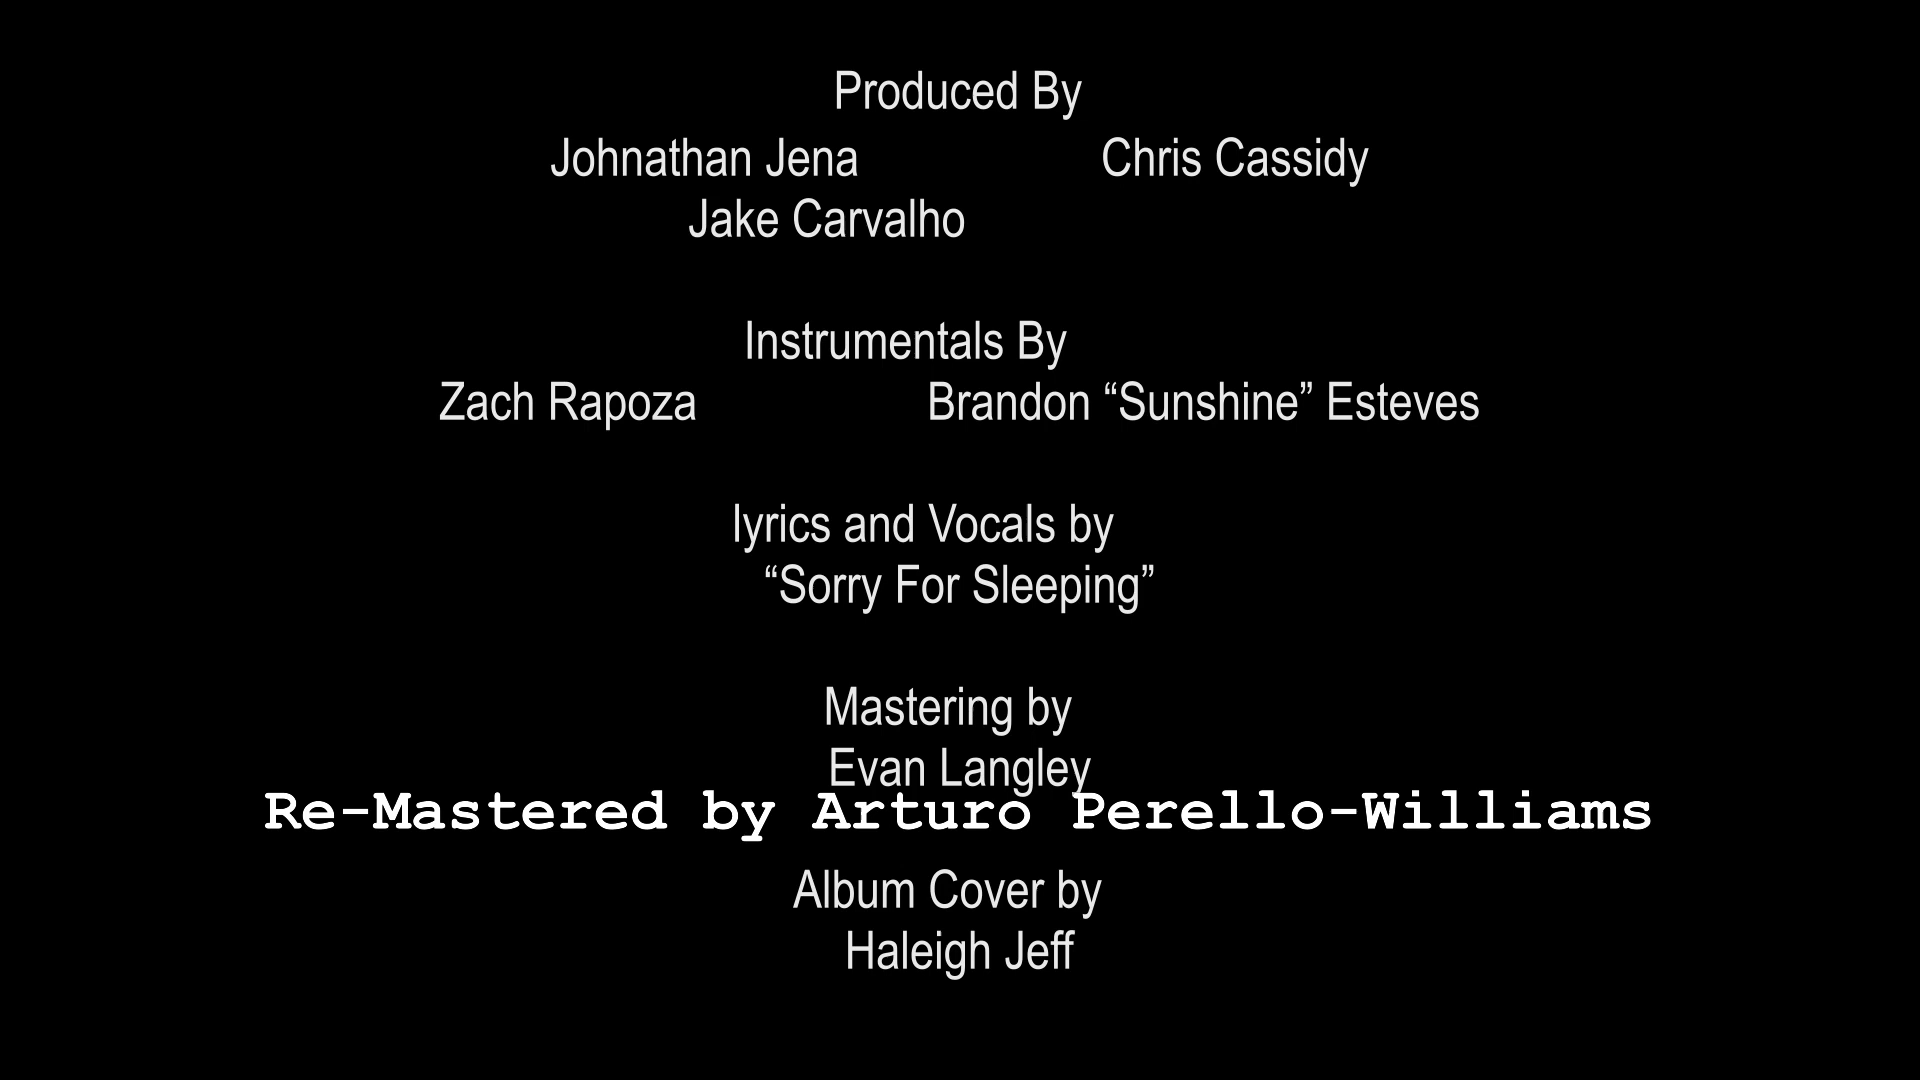 Produced By
Johnathan Jena Chris Cassidy
Jake Carvalho
Instrumentals By
Zach Rapoza Brandon “Sunshine” Esteves
lyrics and Vocals by
“Sorry For Sleeping”
Mastering by
Evan Langley
Re-Mastered by Arturo Perello-Williams
Album Cover by
Haleigh Jeff